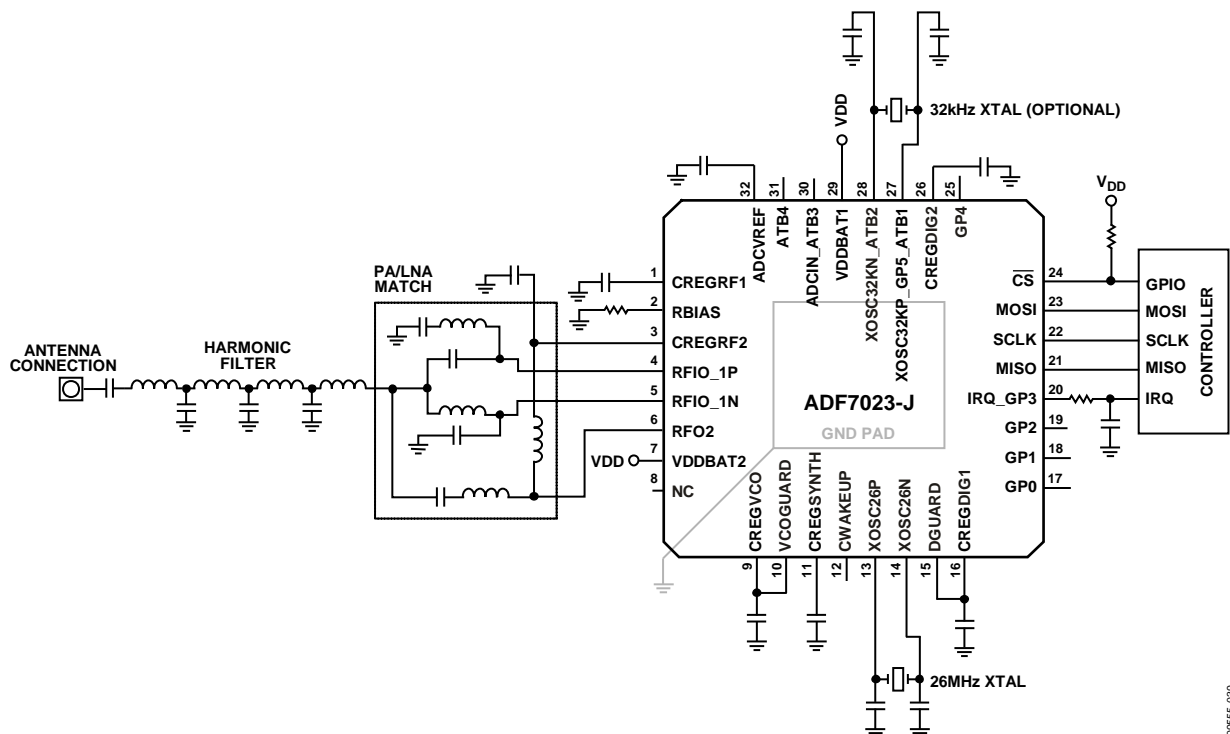 32kHz XTAL (OPTIONAL)
VDD
32
31
30
29
28
27
26
25
ADCVREF
ATB4
ADCIN_ATB3
VDDBAT1
XOSC32KN_ATB2
XOSC32KP_GP5_ATB1
CREGDIG2
GP4
VDD
PA/LNA
MATCH
ANTENNA
CONNECTION
HARMONIC
FILTER
1 CREGRF1
2 RBIAS
3 CREGRF2
4 RFIO_1P
5 RFIO_1N
6 RFO2
VDD 7 VDDBAT2
8 NC
ADF7023-J
GND PAD
CS 24 GPIO
MOSI 23 MOSI
SCLK 22 SCLK
MISO 21 MISO
IRQ_GP3 20 IRQ
GP2 19
GP1 18
GP0 17
CONTROLLER
CREGVCO
VCOGUARD
CREGSYNTH
CWAKEUP
XOSC26P
XOSC26N
DGUARD
CREGDIG1
9
10
11
12
13
14
15
16
26MHz XTAL